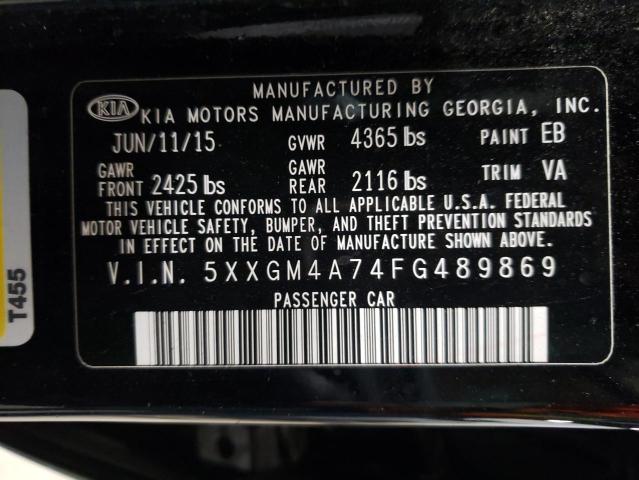 MANUFACTURED BY
KIA KIA MOTORS MANUFACTURING GEORGIA, INC.
JUN/11/15 GVWR 4365 lbs PAINT EB
GAWR FRONT 2425 lbs GAWR REAR 2116 lbs TRIM VA
THIS VEHICLE CONFORMS TO ALL APPLICABLE U.S.A. FEDERAL
MOTOR VEHICLE SAFETY, BUMPER, AND THEFT PREVENTION STANDARDS
IN EFFECT ON THE DATE OF MANUFACTURE SHOWN ABOVE.
V.I.N. 5XXGM4A74FG489869
PASSENGER CAR
T455